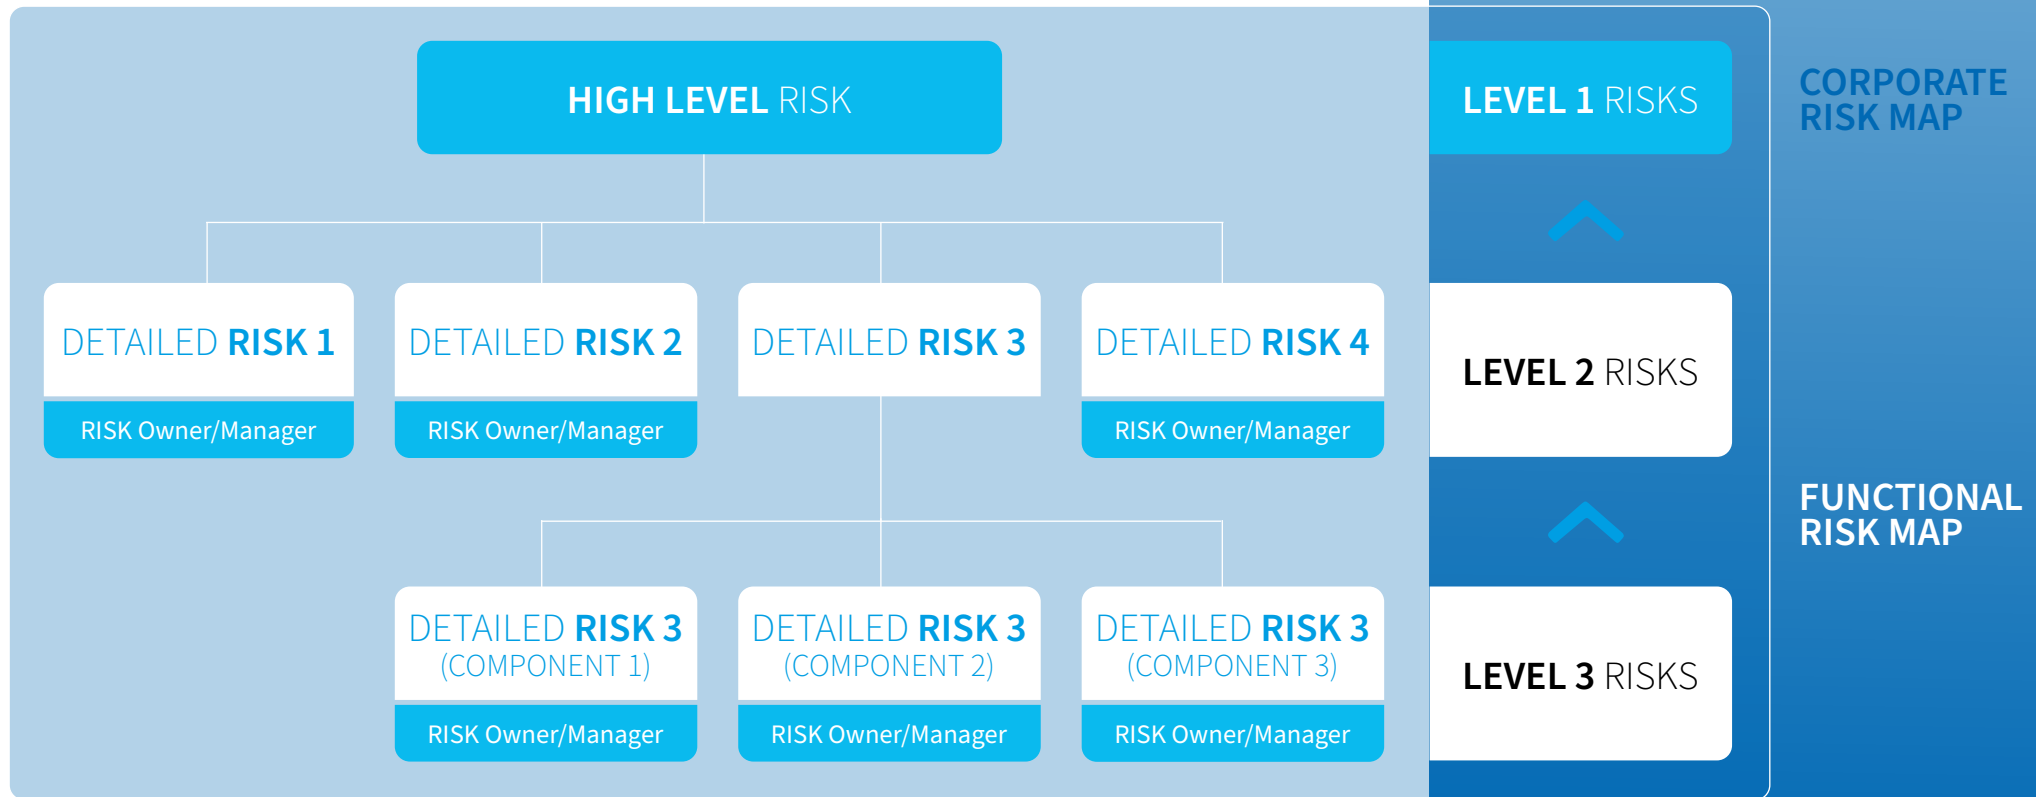 HIGH LEVEL RISK
LEVEL 1 RISKS
CORPORATE
RISK MAP
DETAILED RISK 1
DETAILED RISK 2
DETAILED RISK 3
DETAILED RISK 4
RISK Owner/Manager
RISK Owner/Manager
RISK Owner/Manager
LEVEL 2 RISKS
FUNCTIONAL
RISK MAP
DETAILED RISK 3
(COMPONENT 1)
DETAILED RISK 3
(COMPONENT 2)
DETAILED RISK 3
(COMPONENT 3)
RISK Owner/Manager
RISK Owner/Manager
RISK Owner/Manager
LEVEL 3 RISKS